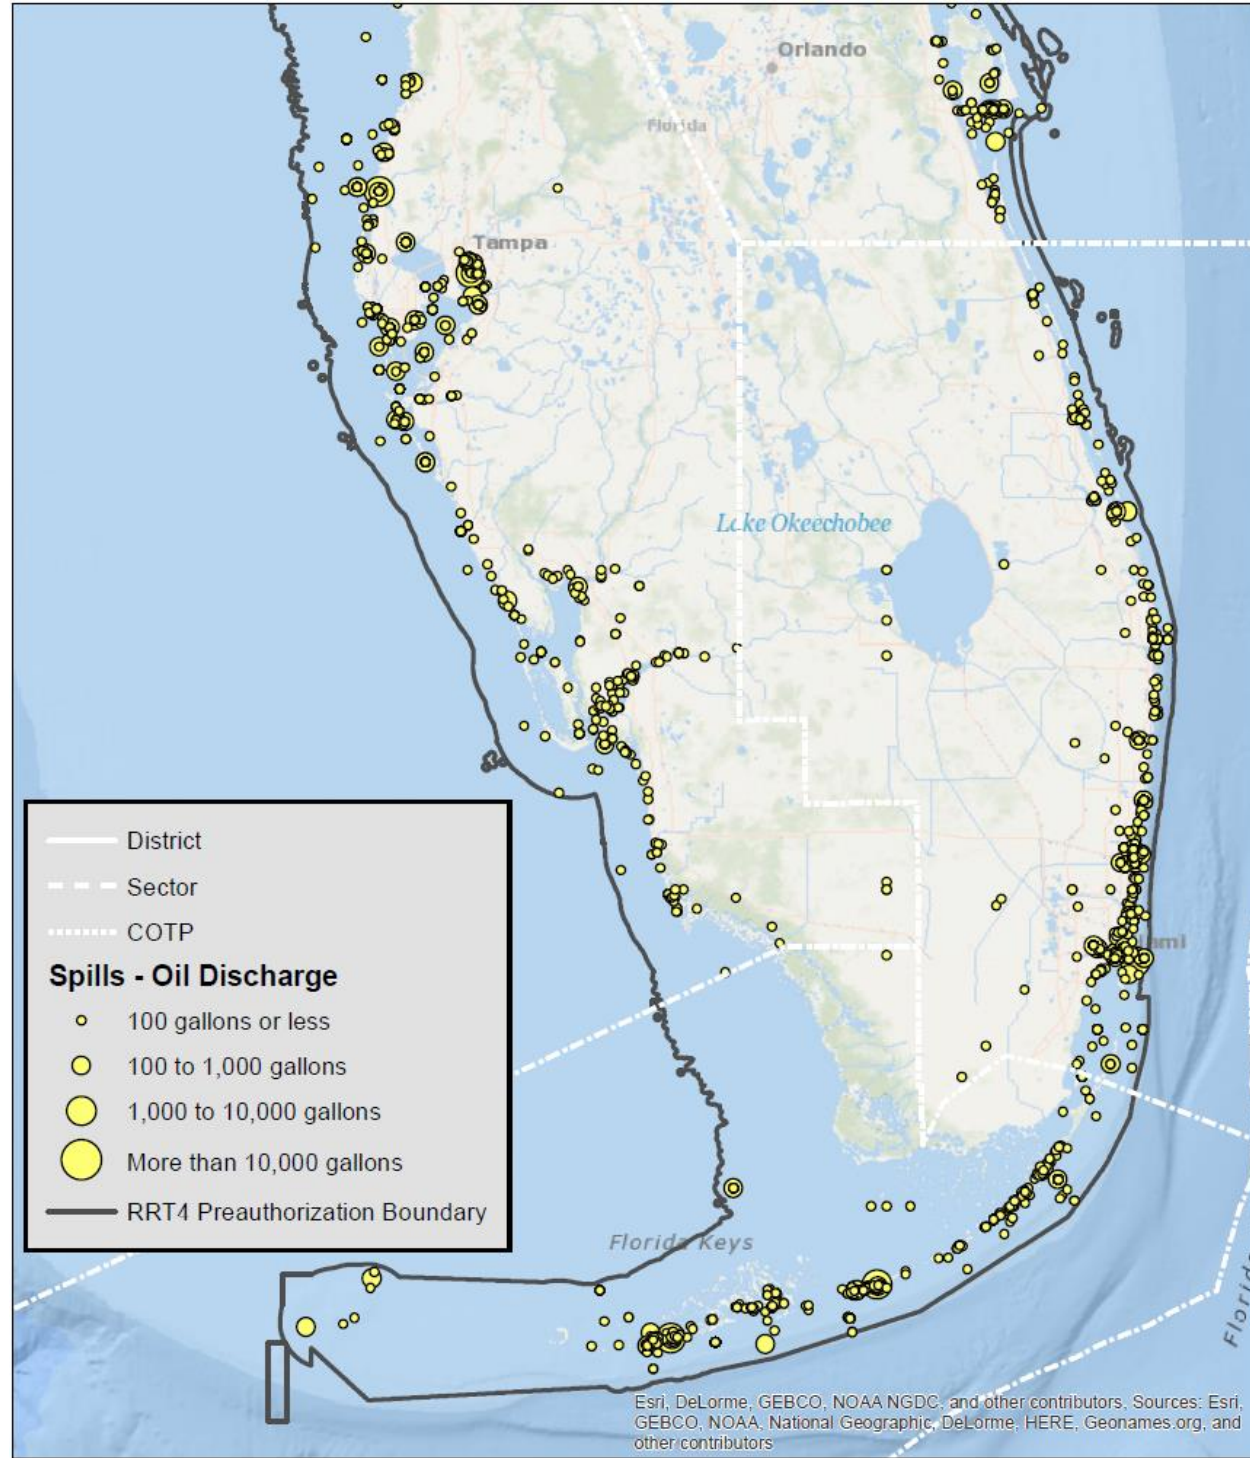 Orlando
Florida
Tampa
Lake Okeechobee
District
Sector
COTP
Spills - Oil Discharge
100 gallons or less
100 to 1,000 gallons
1,000 to 10,000 gallons
More than 10,000 gallons
RRT4 Preauthorization Boundary
Florida Keys
Florida
Esri, DeLorme, GEBCO, NOAA NGDC, and other contributors, Sources: Esri,
GEBCO, NOAA, National Geographic, DeLorme, HERE, Geonames.org, and
other contributors